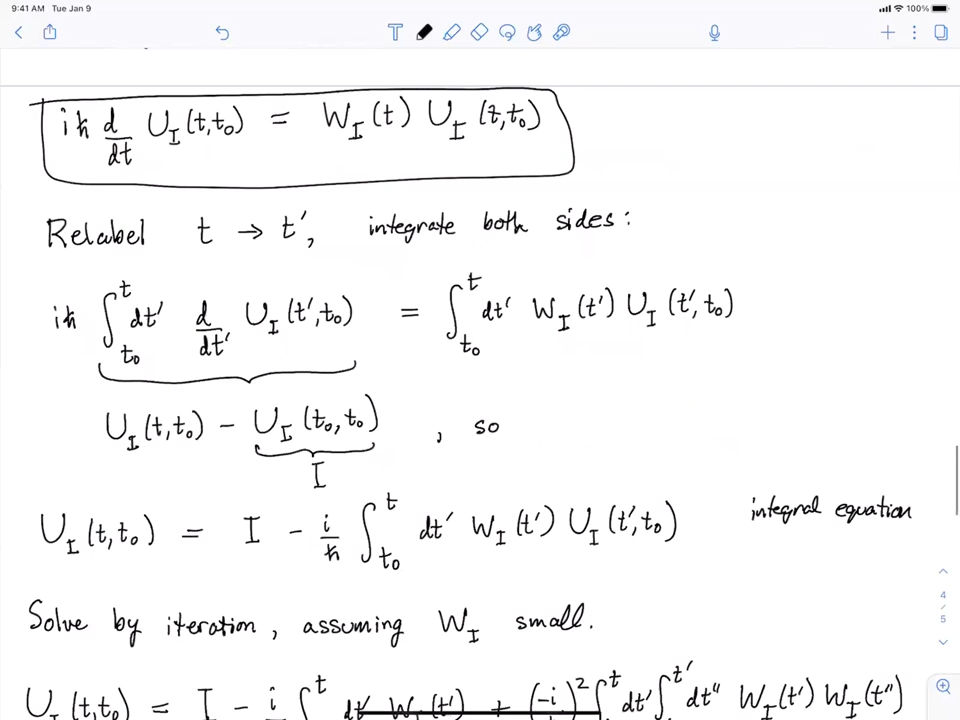 9:41 AM Tue Jan 9 100%
iħ d/dt U_I(t,t₀) = W_I(t) U_I(t,t₀)
Relabel t → t′, integrate both sides:
iħ ∫_{t₀}^{t} dt′ d/dt′ U_I(t′,t₀) = ∫_{t₀}^{t} dt′ W_I(t′) U_I(t′,t₀)
U_I(t,t₀) − U_I(t₀,t₀) , so
I
U_I(t,t₀) = I − i/ħ ∫_{t₀}^{t} dt′ W_I(t′) U_I(t′,t₀) integral equation
Solve by iteration, assuming W_I small.
U_I(t,t₀) = I − i ∫^{t} dt′ W_I(t′) + (−i)² ∫^{t} dt′ ∫^{t′} dt″ W_I(t′) W_I(t″)
4
/
5